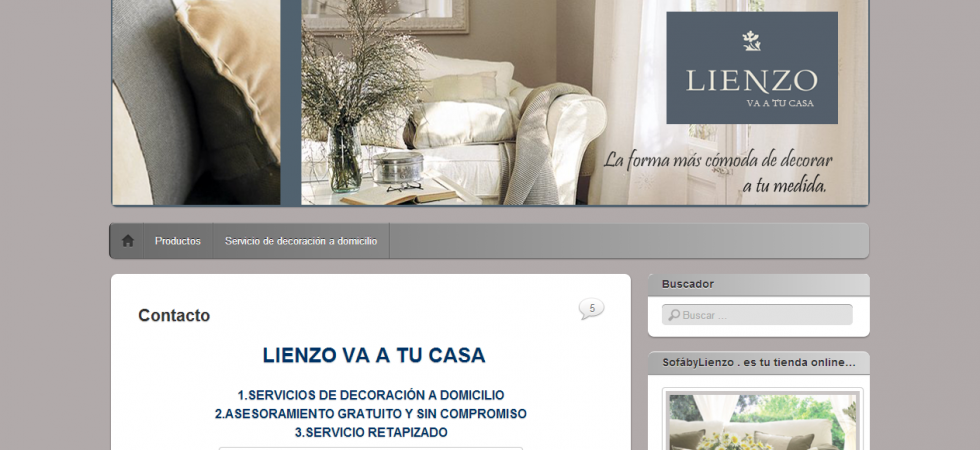 LIENZO
VA A TU CASA
La forma más cómoda de decorar
a tu medida.
Productos
Servicio de decoración a domicilio
Contacto
5
LIENZO VA A TU CASA
1.SERVICIOS DE DECORACIÓN A DOMICILIO
2.ASESORAMIENTO GRATUITO Y SIN COMPROMISO
3.SERVICIO RETAPIZADO
Buscador
Buscar ...
SofábyLienzo . es tu tienda online...